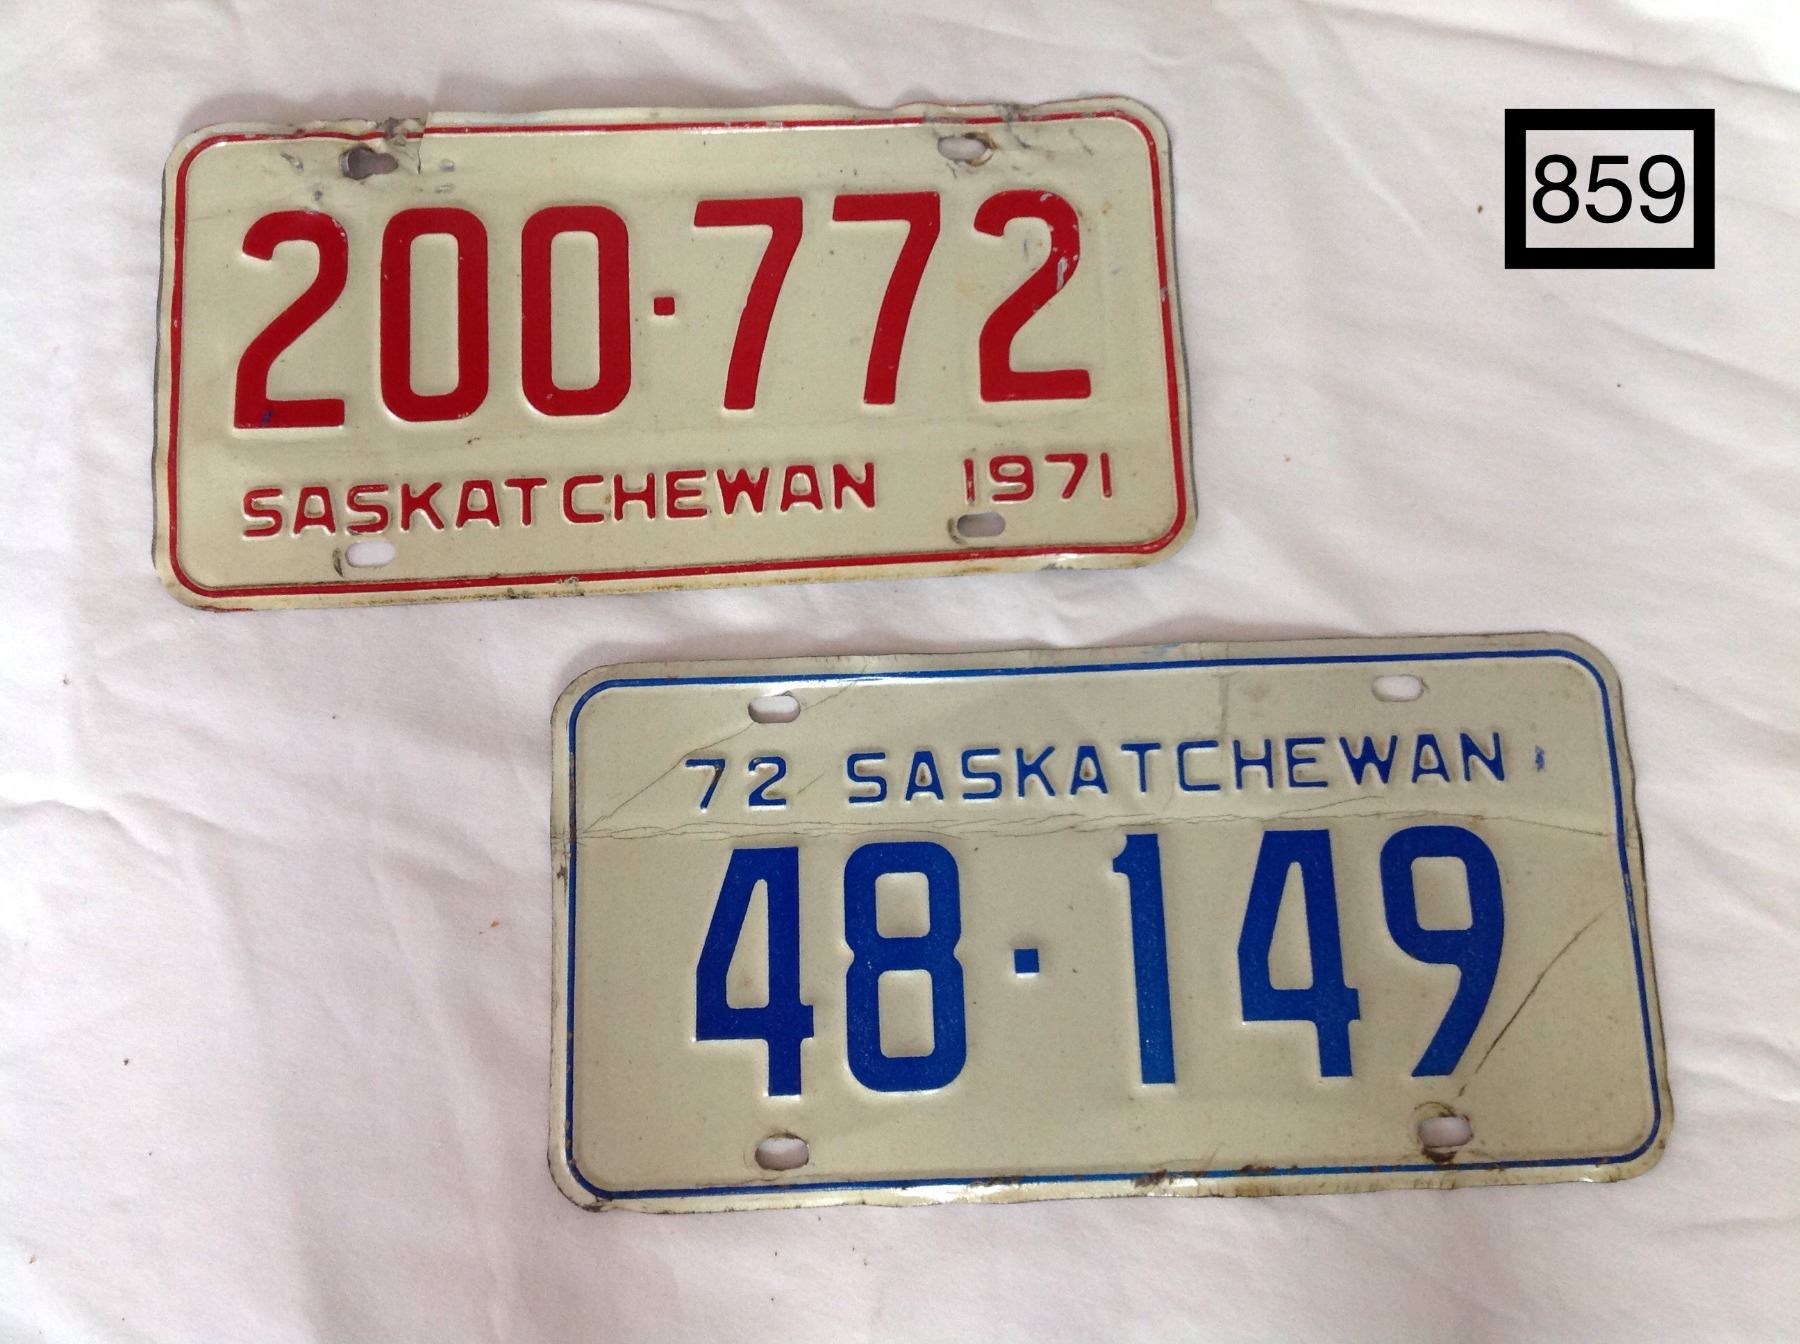 859
200·772
SASKATCHEWAN 1971
72 SASKATCHEWAN
48·149